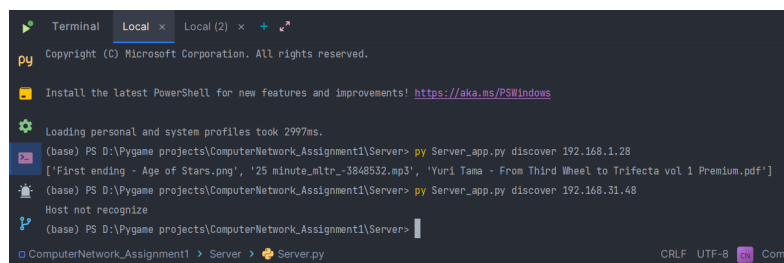 Terminal Local × Local (2) × +
Copyright (C) Microsoft Corporation. All rights reserved.
py
Install the latest PowerShell for new features and improvements! https://aka.ms/PSWindows
Loading personal and system profiles took 2997ms.
(base) PS D:\Pygame projects\ComputerNetwork_Assignment1\Server> py Server_app.py discover 192.168.1.28
['First ending - Age of Stars.png', '25 minute_mltr_-3848532.mp3', 'Yuri Tama - From Third Wheel to Trifecta vol 1 Premium.pdf']
(base) PS D:\Pygame projects\ComputerNetwork_Assignment1\Server> py Server_app.py discover 192.168.31.48
Host not recognize
(base) PS D:\Pygame projects\ComputerNetwork_Assignment1\Server>
ComputerNetwork_Assignment1 > Server > Server.py CRLF UTF-8 CN Com